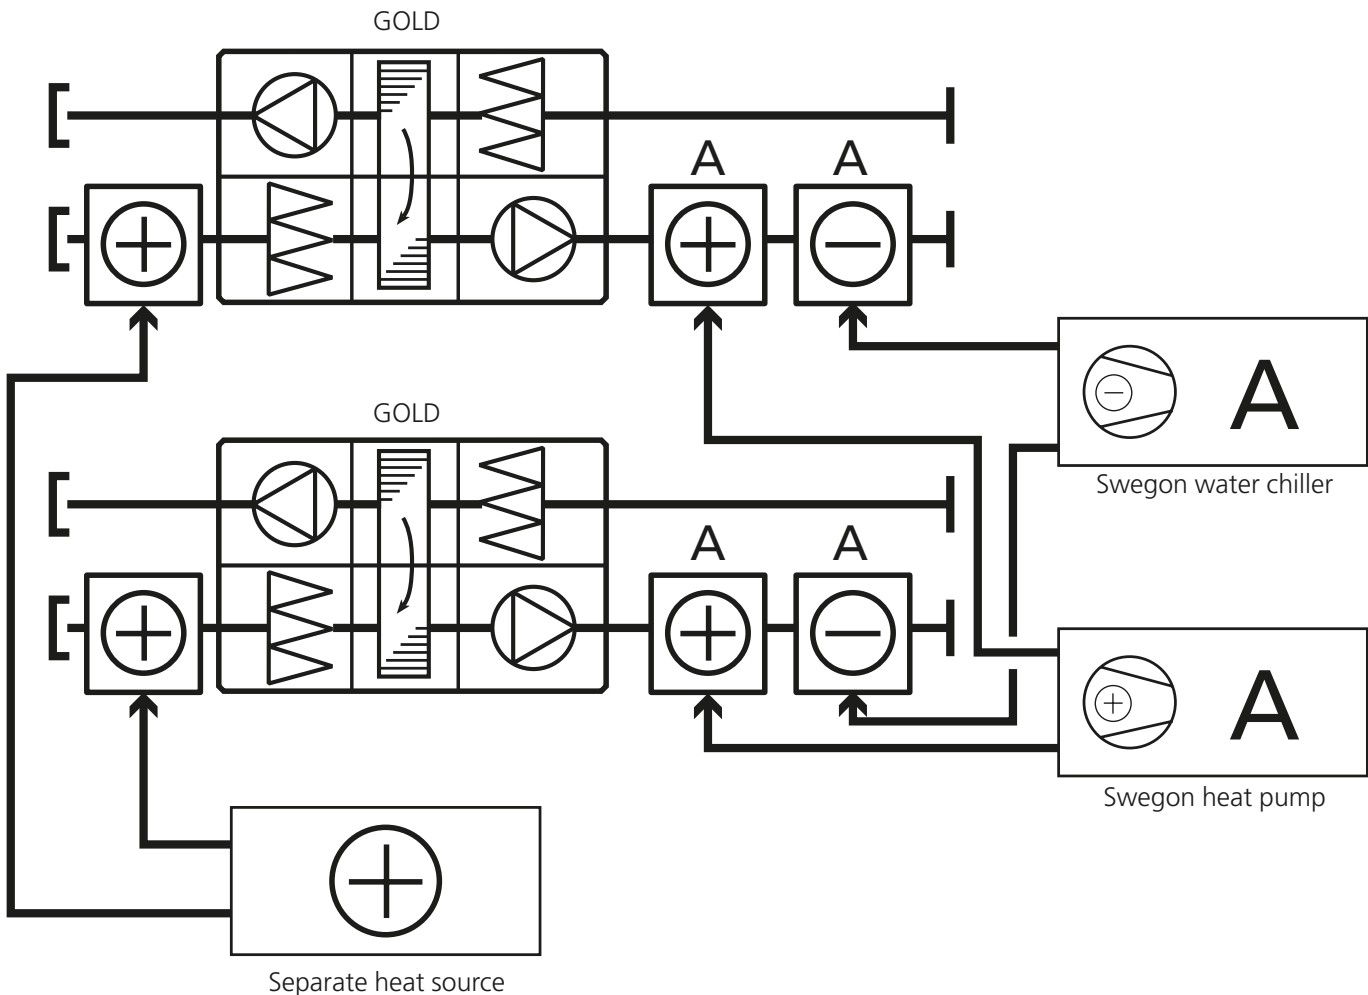 GOLD
A A
A
Swegon water chiller
GOLD
A A
A
Swegon heat pump
Separate heat source